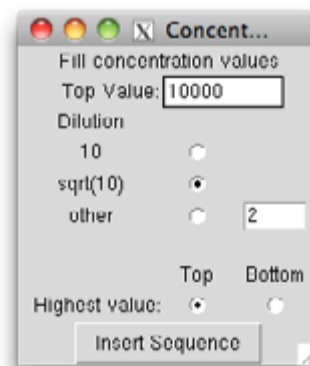 X Concent...
Fill concentration values
Top Value: 10000
Dilution
10
sqrt(10)
other 2
Top Bottom
Highest value:
Insert Sequence